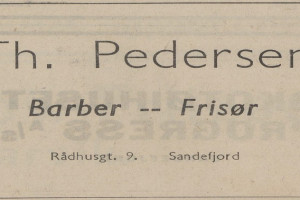 Th. Pedersen
Barber -- Frisør
Rådhusgt. 9. Sandefjord